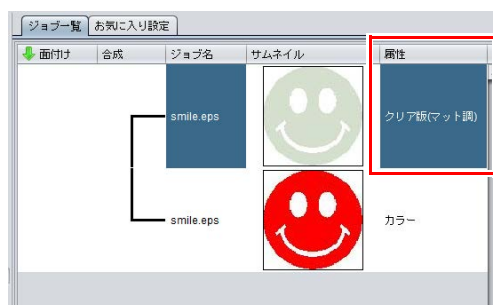 ジョブ一覧 お気に入り設定
面付け 合成 ジョブ名 サムネイル 属性
smile.eps クリア版(マット調)
smile.eps カラー